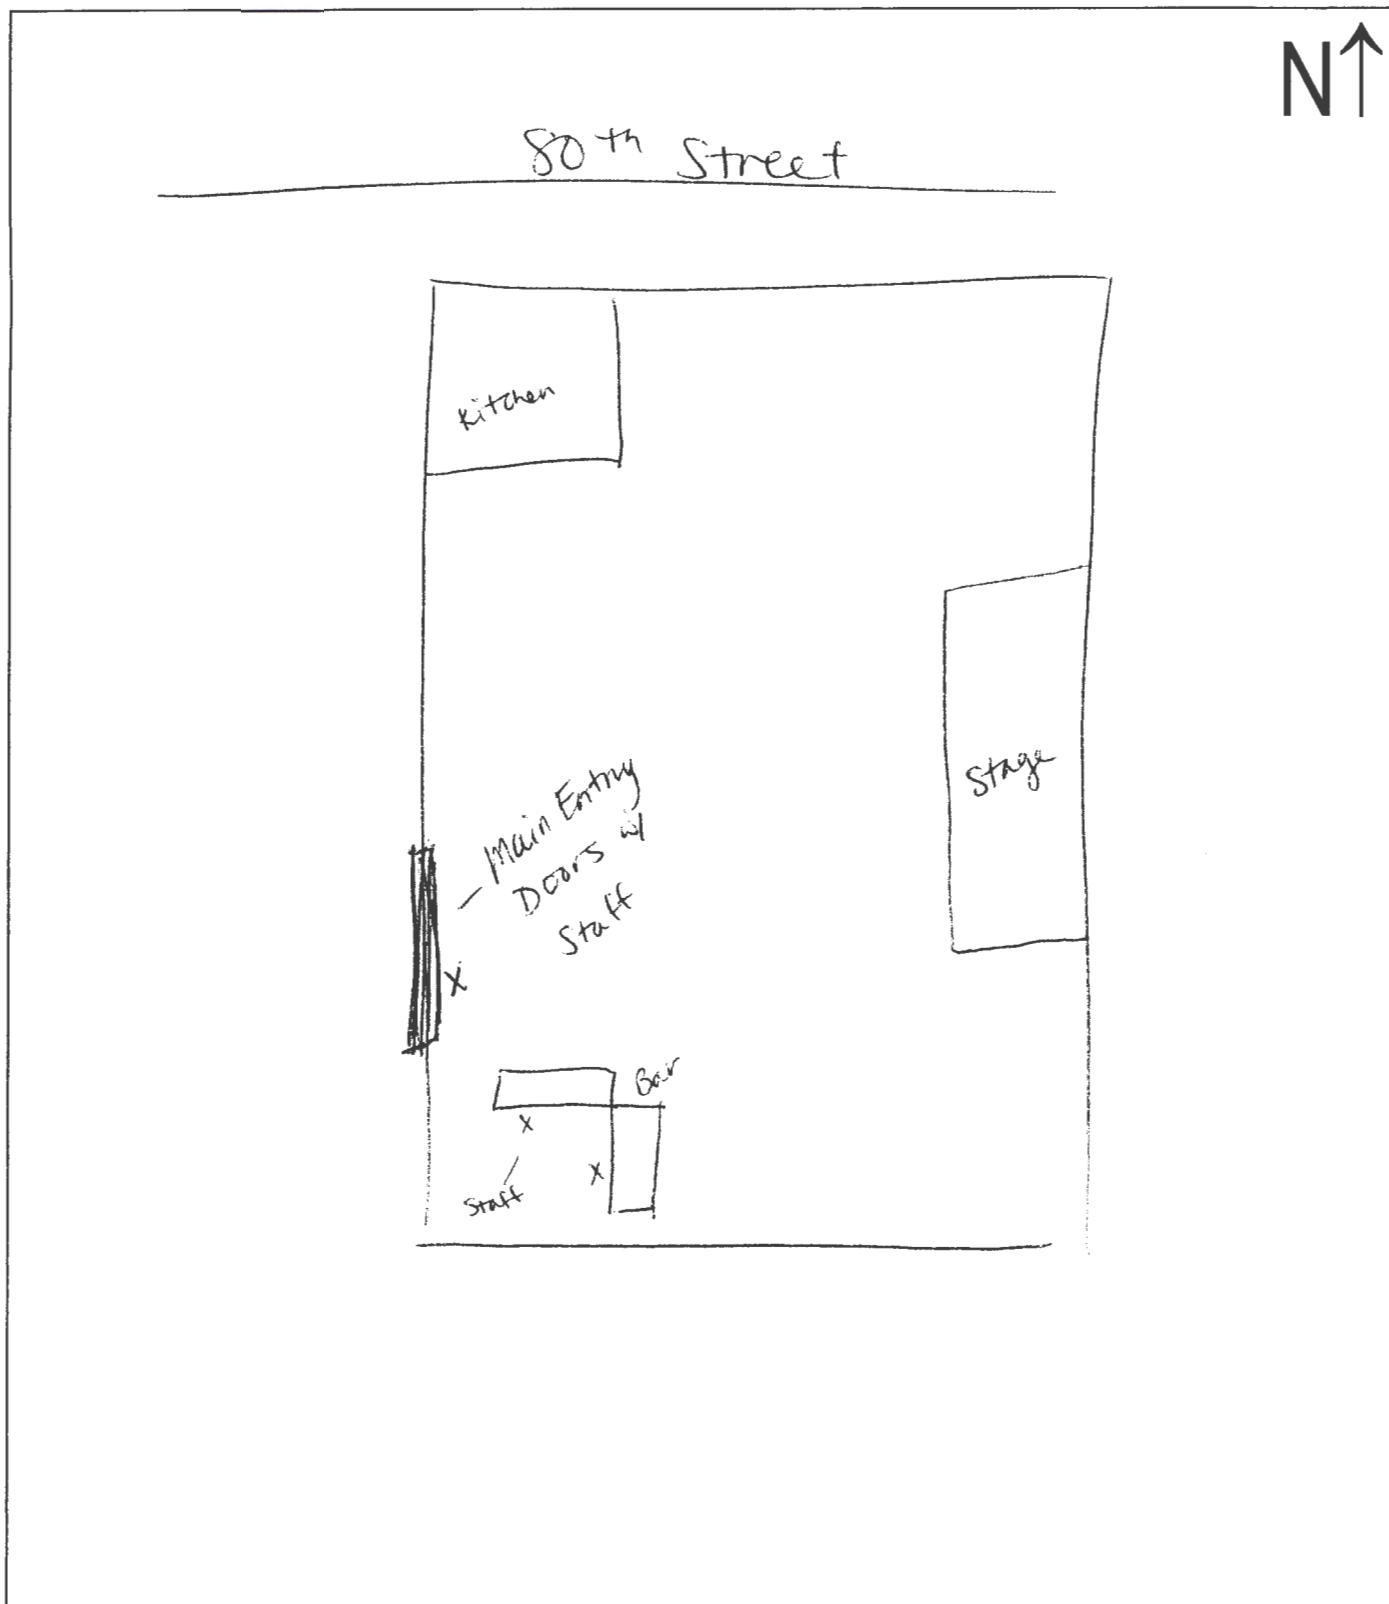 N
80th Street
Kitchen
Stage
Main Entry
Doors w/
Staff
X
Bar
X
X
Staff